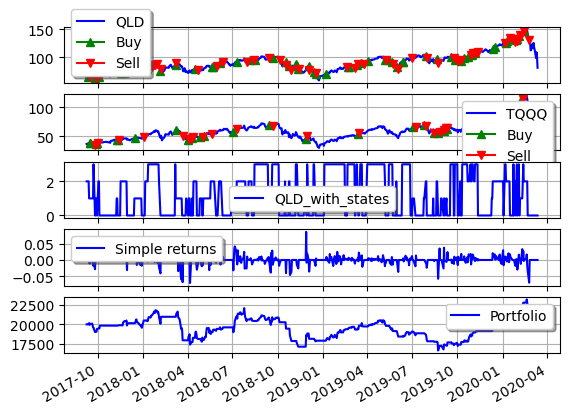 QLD
Buy
Sell
150
100
TQQQ
Buy
Sell
100
50
QLD_with_states
2
0
Simple returns
0.05
0.00
−0.05
Portfolio
22500
20000
17500
2017-10
2018-01
2018-04
2018-07
2018-10
2019-01
2019-04
2019-07
2019-10
2020-01
2020-04